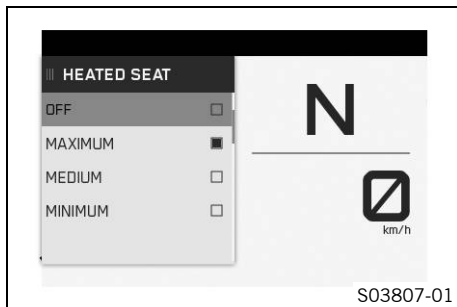 HEATED SEAT
OFF
MAXIMUM
MEDIUM
MINIMUM
N
0
km/h
S03807-01